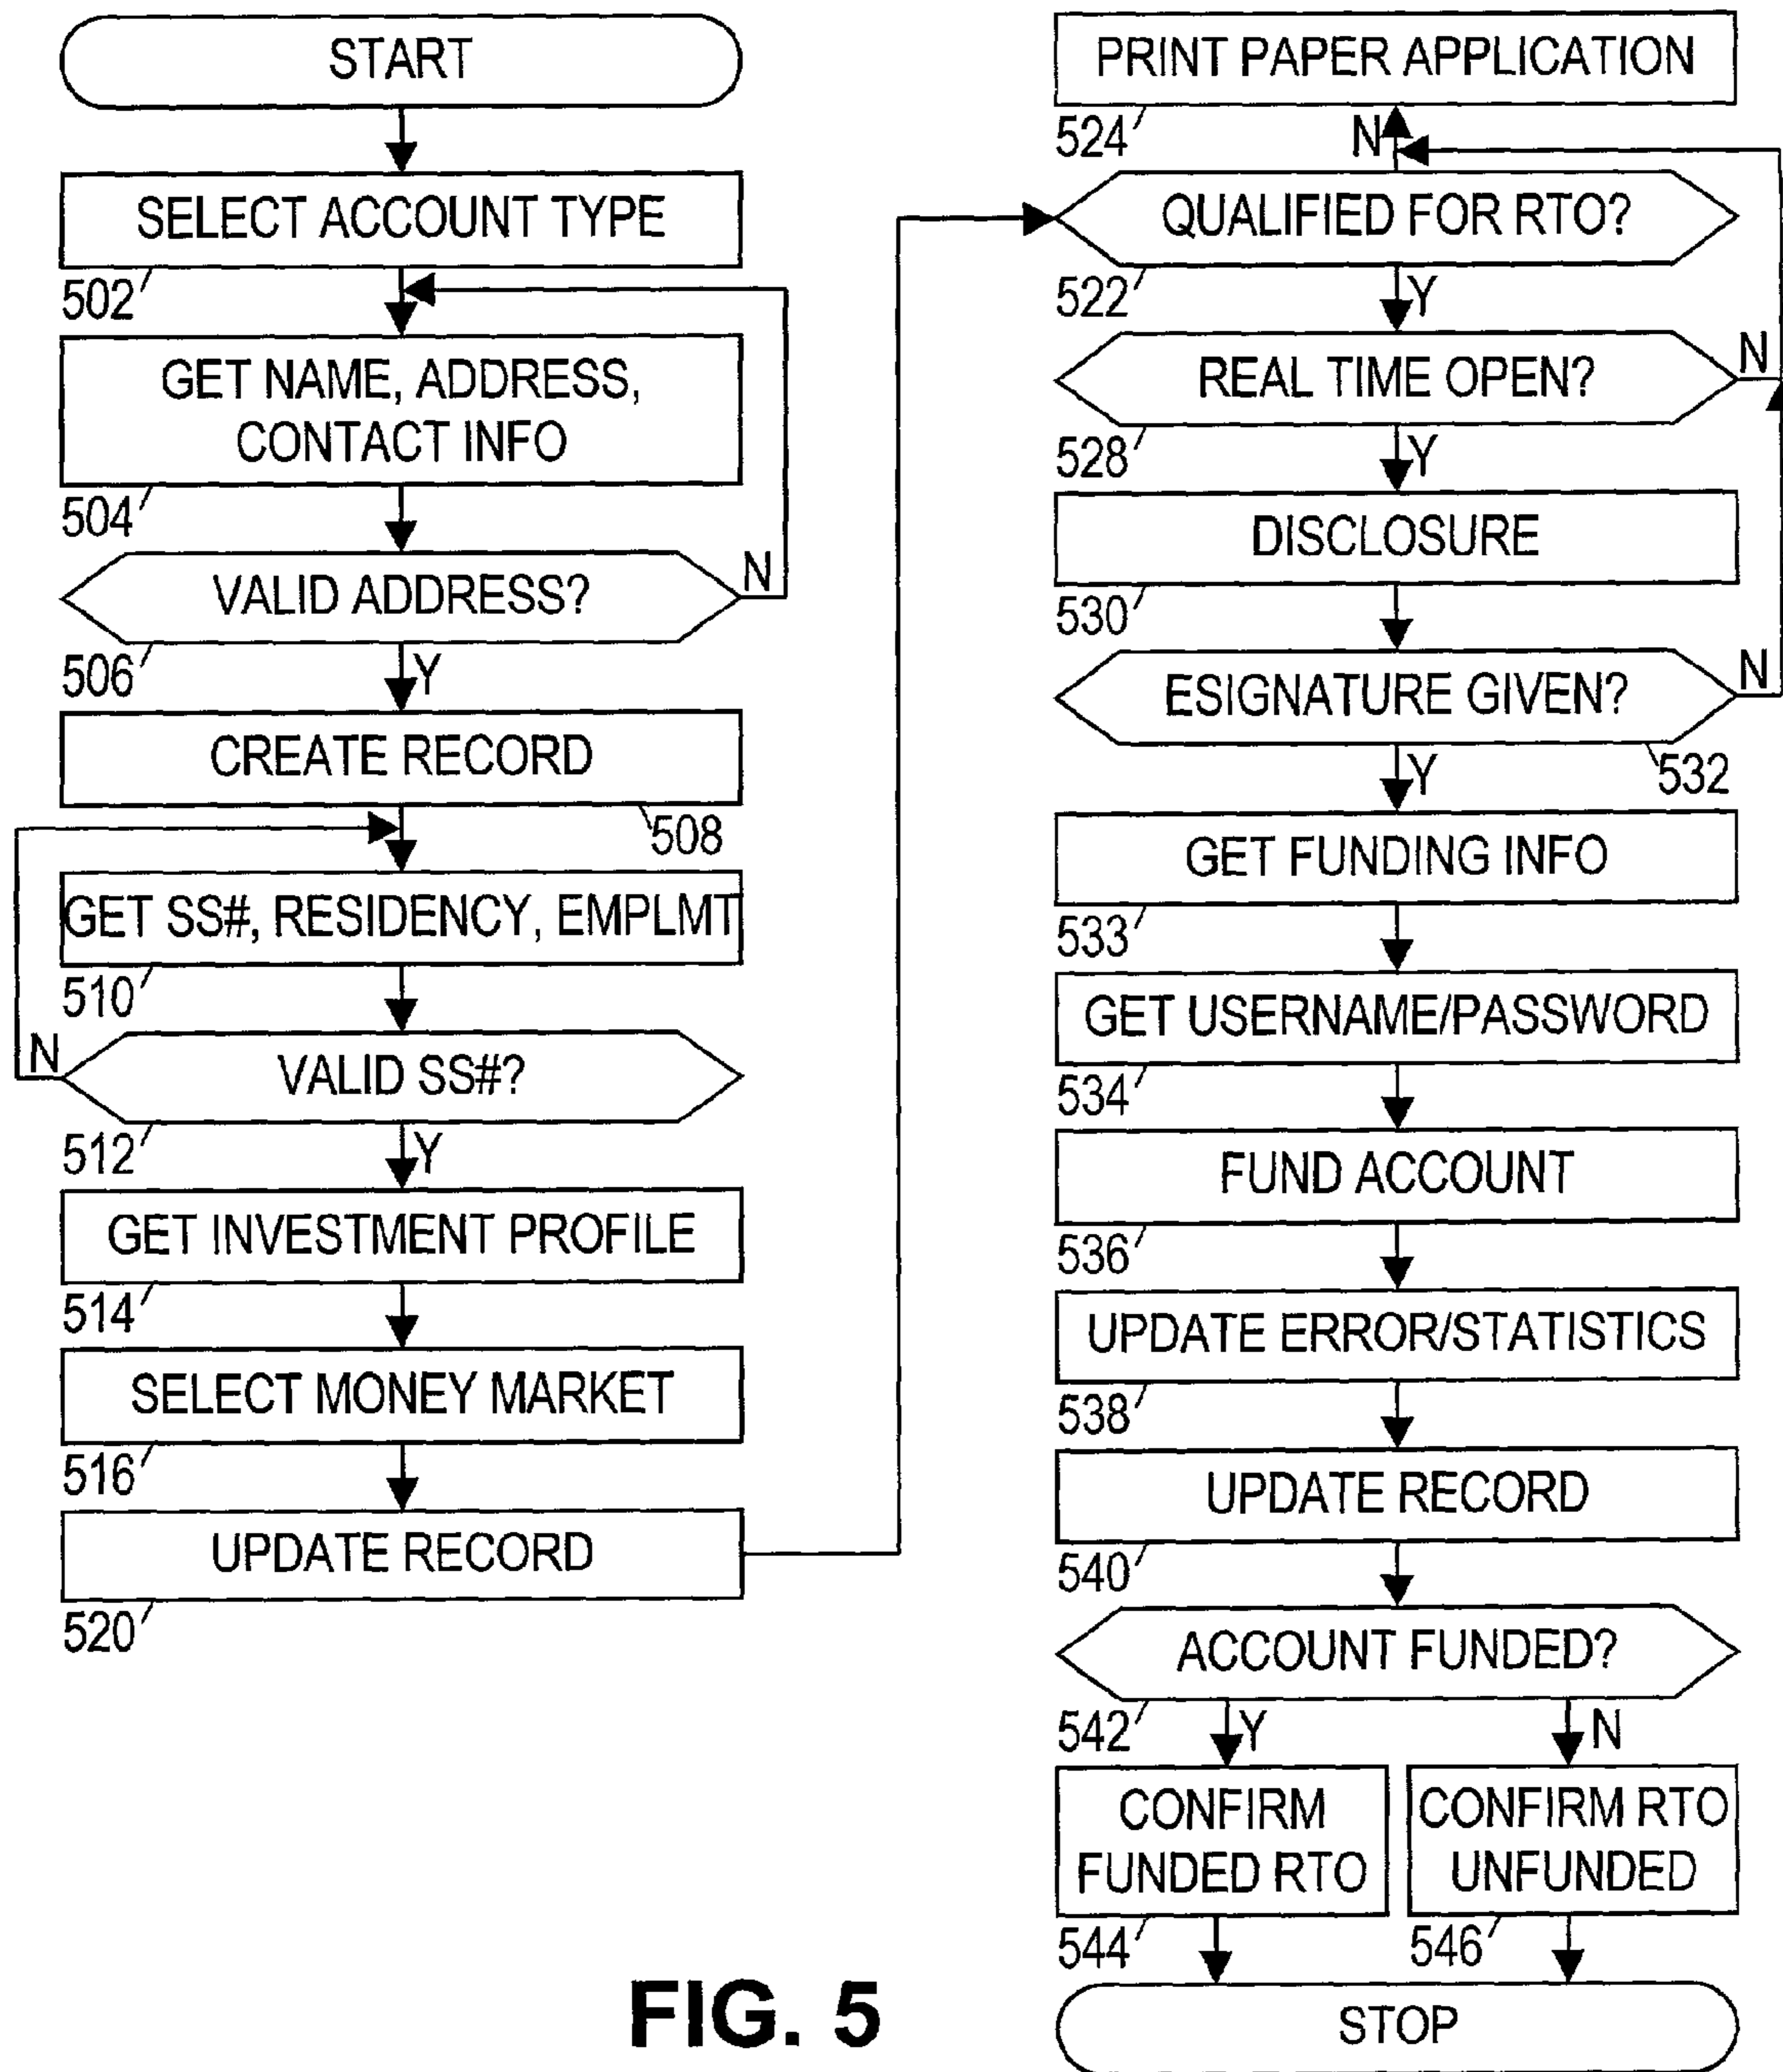 START
SELECT ACCOUNT TYPE
502
GET NAME, ADDRESS,
CONTACT INFO
504
VALID ADDRESS?
N
506
Y
CREATE RECORD
508
GET SS#, RESIDENCY, EMPLMT
510
N
VALID SS#?
512
Y
GET INVESTMENT PROFILE
514
SELECT MONEY MARKET
516
UPDATE RECORD
520
PRINT PAPER APPLICATION
524
N
QUALIFIED FOR RTO?
522
Y
REAL TIME OPEN?
N
528
Y
DISCLOSURE
530
ESIGNATURE GIVEN?
N
532
Y
GET FUNDING INFO
533
GET USERNAME/PASSWORD
534
FUND ACCOUNT
536
UPDATE ERROR/STATISTICS
538
UPDATE RECORD
540
ACCOUNT FUNDED?
542
Y
N
CONFIRM
FUNDED RTO
544
CONFIRM RTO
UNFUNDED
546
STOP
FIG. 5